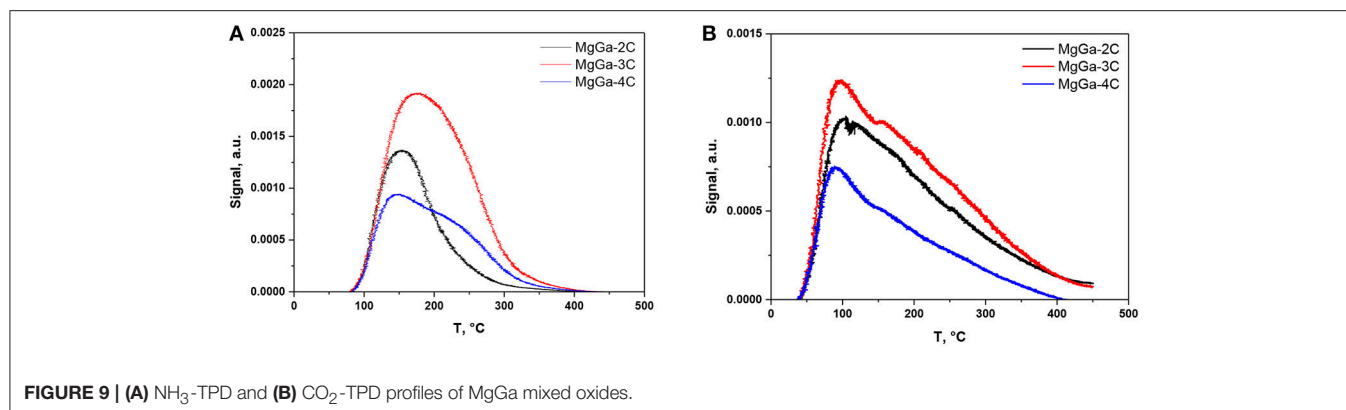 A
0.0025
0.0020
0.0015
0.0010
0.0005
0.0000
Signal, a.u.
MgGa-2C
MgGa-3C
MgGa-4C
0 100 200 300 400 500
T, °C
B
0.0015
0.0010
0.0005
0.0000
Signal, a.u.
MgGa-2C
MgGa-3C
MgGa-4C
0 100 200 300 400 500
T, °C
FIGURE 9 | (A) NH₃-TPD and (B) CO₂-TPD profiles of MgGa mixed oxides.